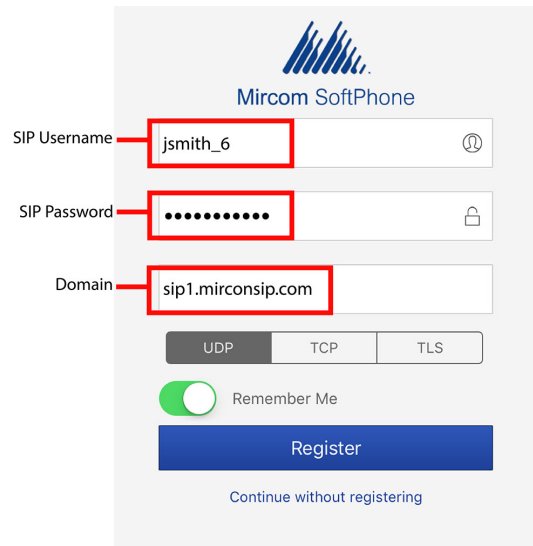 Mircom SoftPhone
SIP Username
jsmith_6
SIP Password
•••••••••••
Domain
sip1.mirconsip.com
UDP TCP TLS
Remember Me
Register
Continue without registering